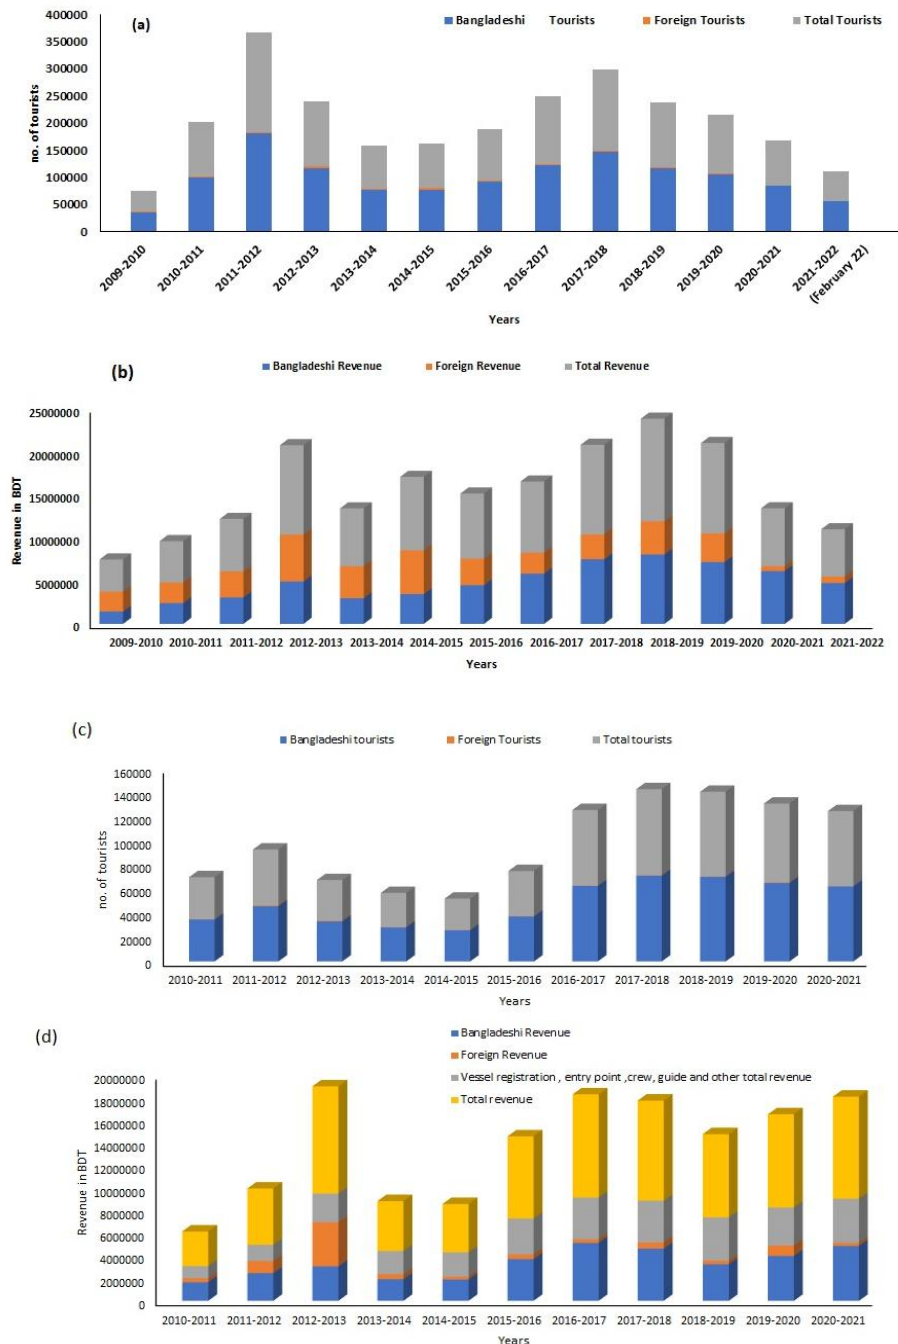 (a)
Bangladeshi Tourists Foreign Tourists Total Tourists
400000
350000
300000
250000
200000
150000
100000
50000
0
no. of tourists
2009-2010 2010-2011 2011-2012 2012-2013 2013-2014 2014-2015 2015-2016 2016-2017 2017-2018 2018-2019 2019-2020 2020-2021 2021-2022
(February 22)
Years
(b)
Bangladeshi Revenue Foreign Revenue Total Revenue
25000000
20000000
15000000
10000000
5000000
0
Revenue in BDT
2009-2010 2010-2011 2011-2012 2012-2013 2013-2014 2014-2015 2015-2016 2016-2017 2017-2018 2018-2019 2019-2020 2020-2021 2021-2022
Years
(c)
Bangladeshi tourists Foreign Tourists Total tourists
160000
140000
120000
100000
80000
60000
40000
20000
0
no. of tourists
2010-2011 2011-2012 2012-2013 2013-2014 2014-2015 2015-2016 2016-2017 2017-2018 2018-2019 2019-2020 2020-2021
Years
(d)
Bangladeshi Revenue
Foreign Revenue
Vessel registration , entry point ,crew, guide and other total revenue
Total revenue
20000000
18000000
16000000
14000000
12000000
10000000
8000000
6000000
4000000
2000000
0
Revenue in BDT
2010-2011 2011-2012 2012-2013 2013-2014 2014-2015 2015-2016 2016-2017 2017-2018 2018-2019 2019-2020 2020-2021
Years